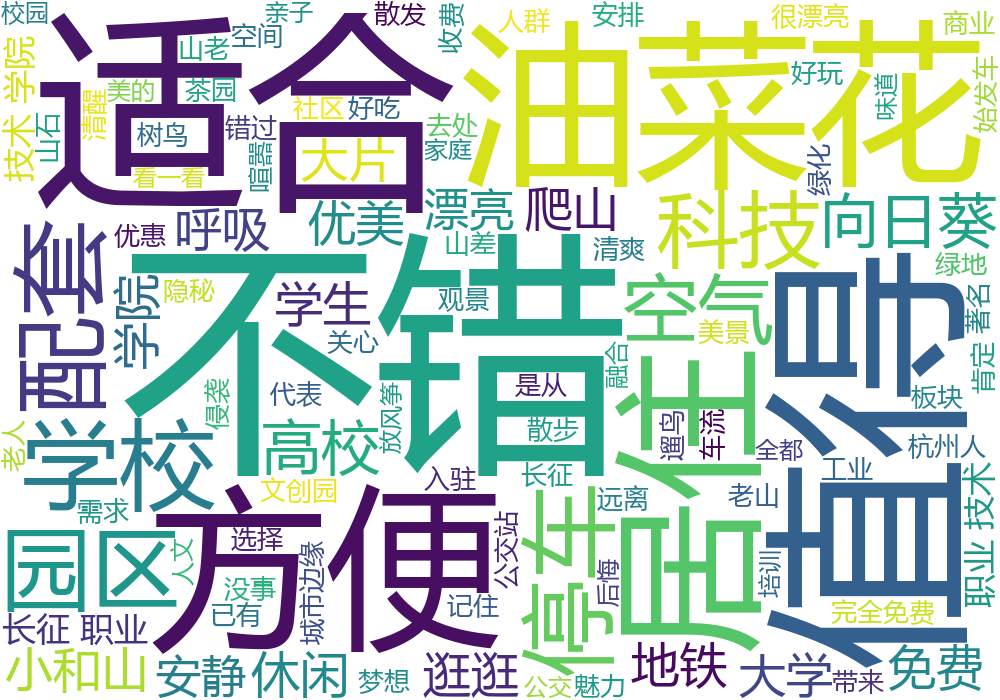 校园
适合
亲子
散发
收费
人群
安排
很漂亮
商业
空间
山老
油菜花
好玩
味道
始发车
技术 学院
美的
茶园
清醒
山石
树鸟
错过
社区
好吃
去处
家庭
喧嚣
大片
看一看
绿化
优惠
呼吸
优美
漂亮
爬山
科技
向日葵
山差
清爽
绿地
配套
学院
隐秘
不错
学生
观景
空气
美景
值得
著名
关心
融合
肯定
侵袭
代表
放风筝
是从
居住
板块
老人
学校
高校
散步
遛鸟
车流
全都
杭州人
入驻
长征
工业
文创园
需求
方便
远离
老山
技术
职业
园区
人文
选择
公交站
停车
没事
城市边缘
后悔
培训
已有
记住
完全免费
长征 职业
小和山
安静
休闲
梦想
逛逛
公交
魅力
地铁
大学
带来
免费